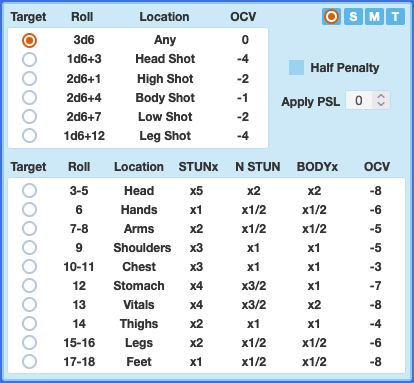 Target Roll Location OCV S M T
3d6 Any 0
1d6+3 Head Shot -4
2d6+1 High Shot -2
2d6+4 Body Shot -1
2d6+7 Low Shot -2
1d6+12 Leg Shot -4
Half Penalty
Apply PSL 0
Target Roll Location STUNx N STUN BODYx OCV
3-5 Head x5 x2 x2 -8
6 Hands x1 x1/2 x1/2 -6
7-8 Arms x2 x1/2 x1/2 -5
9 Shoulders x3 x1 x1 -5
10-11 Chest x3 x1 x1 -3
12 Stomach x4 x3/2 x1 -7
13 Vitals x4 x3/2 x2 -8
14 Thighs x2 x1 x1 -4
15-16 Legs x2 x1/2 x1/2 -6
17-18 Feet x1 x1/2 x1/2 -8